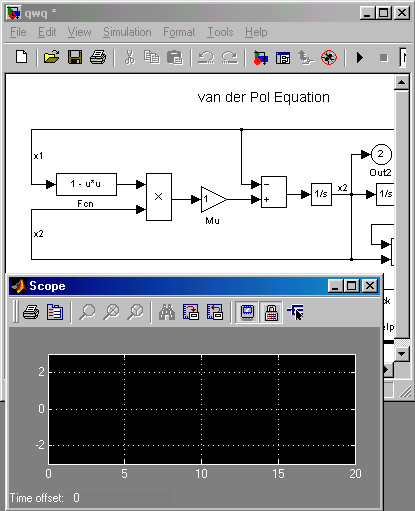 qwq *
File Edit View Simulation Format Tools Help
van der Pol Equation
x1
1 - u*u
Fcn
×
1
Mu
−
+
1/s
x2
2
Out2
1/s
x2
Scope
2
0
-2
0 5 10 15 20
Time offset: 0